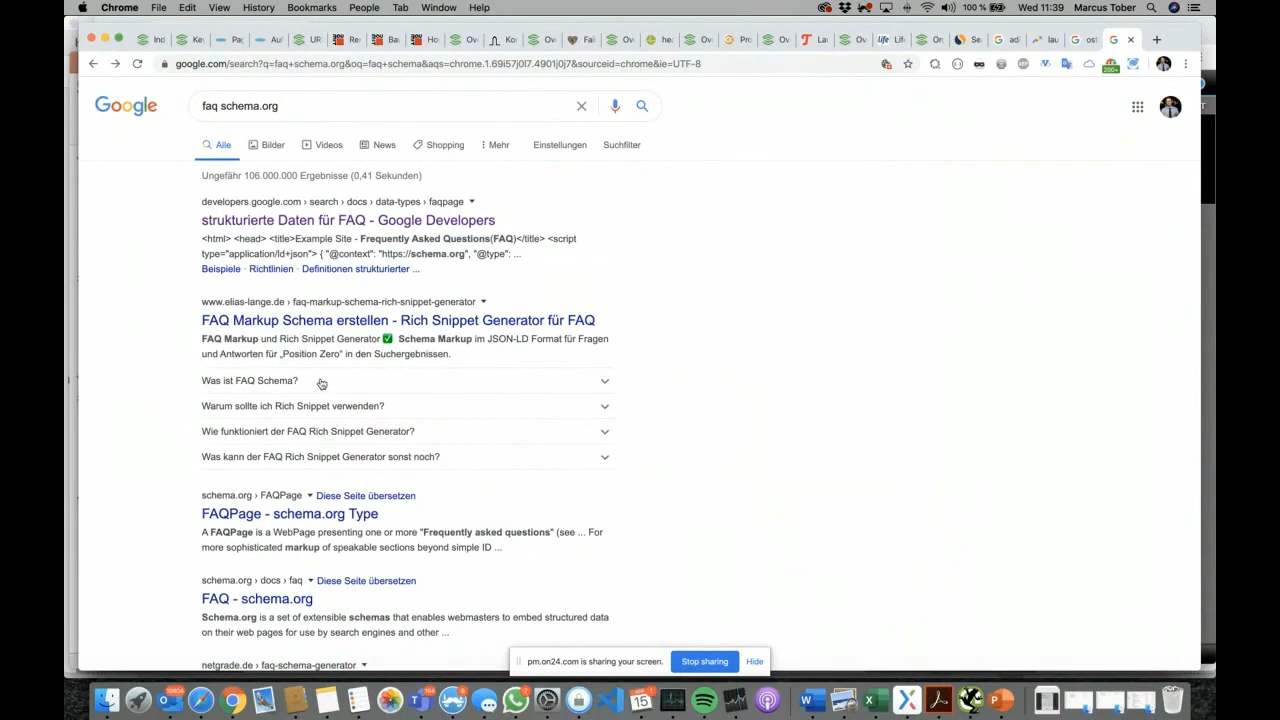 Chrome File Edit View History Bookmarks People Tab Window Help 100 % Wed 11:39 Marcus Tober
google.com/search?q=faq+schema.org&oq=faq+schema&aqs=chrome.1.69i57j0l7.4901j0j7&sourceid=chrome&ie=UTF-8
200+
Google
faq schema.org
Alle Bilder Videos News Shopping Mehr Einstellungen Suchfilter
Ungefähr 106.000.000 Ergebnisse (0,41 Sekunden)
developers.google.com › search › docs › data-types › faqpage
strukturierte Daten für FAQ - Google Developers
<html> <head> <title>Example Site - Frequently Asked Questions(FAQ)</title> <script
type="application/ld+json"> { "@context": "https://schema.org", "@type": ...
Beispiele · Richtlinien · Definitionen strukturierter ...
www.elias-lange.de › faq-markup-schema-rich-snippet-generator
FAQ Markup Schema erstellen - Rich Snippet Generator für FAQ
FAQ Markup und Rich Snippet Generator ✅ Schema Markup im JSON-LD Format für Fragen
und Antworten für „Position Zero" in den Suchergebnissen.
Was ist FAQ Schema?
Warum sollte ich Rich Snippet verwenden?
Wie funktioniert der FAQ Rich Snippet Generator?
Was kann der FAQ Rich Snippet Generator sonst noch?
schema.org › FAQPage Diese Seite übersetzen
FAQPage - schema.org Type
A FAQPage is a WebPage presenting one or more "Frequently asked questions" (see ... For
more sophisticated markup of speakable sections beyond simple ID ...
schema.org › docs › faq Diese Seite übersetzen
FAQ - schema.org
Schema.org is a set of extensible schemas that enables webmasters to embed structured data
on their web pages for use by search engines and other ...
netgrade.de › faq-schema-generator
pm.on24.com is sharing your screen. Stop sharing Hide